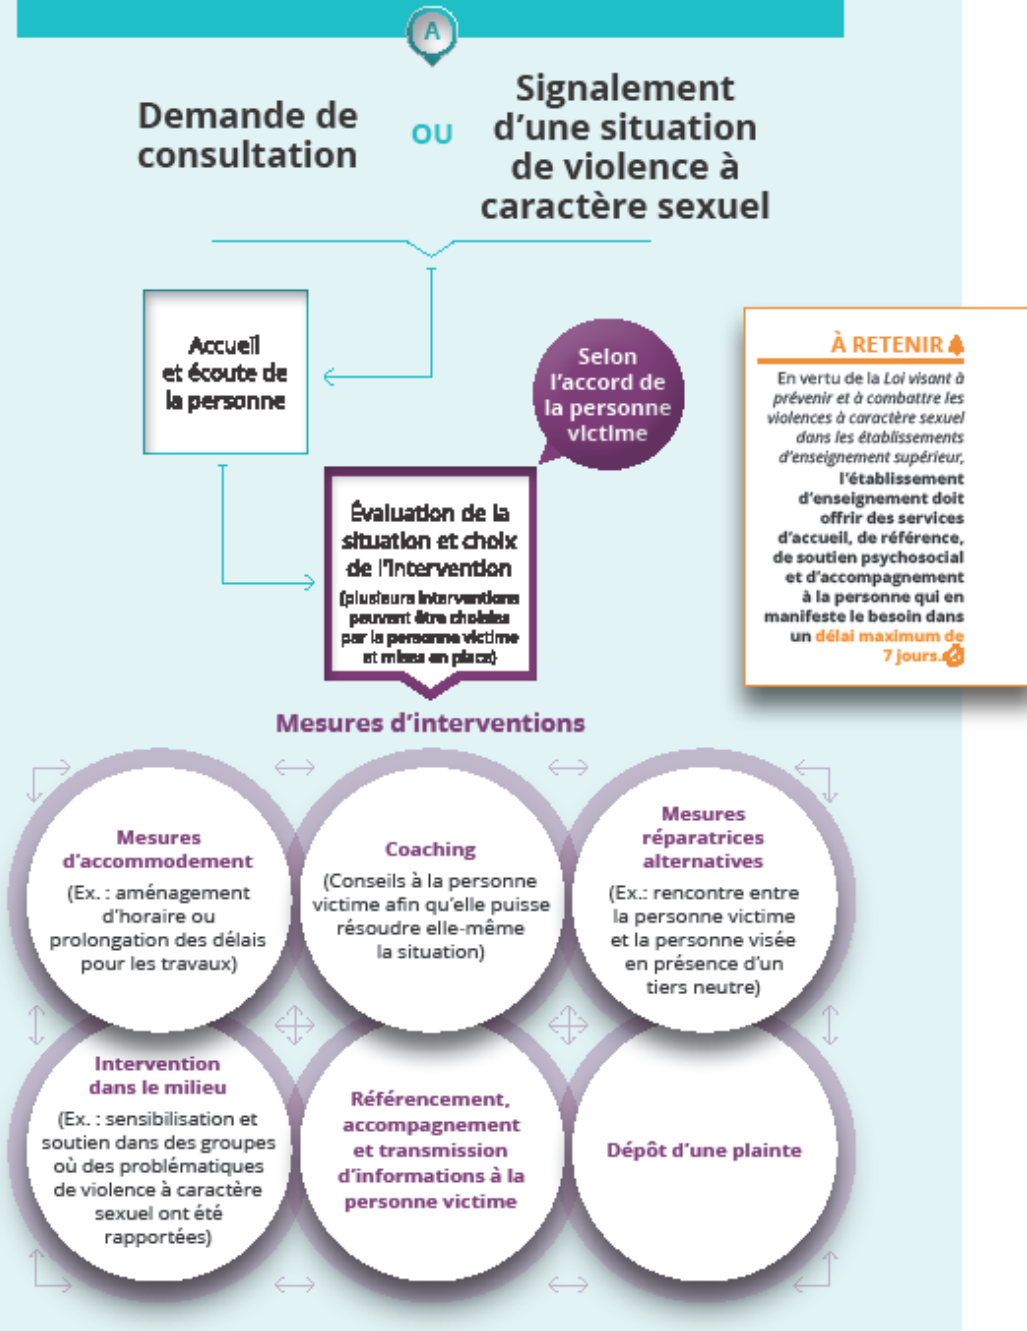 A
Demande de
consultation
OU
Signalement
d'une situation
de violence à
caractère sexuel
Accueil
et écoute de
la personne
Selon
l'accord de
la personne
victime
Évaluation de la
situation et choix
de l'intervention
(plusieurs interventions
peuvent être choisies
par la personne victime
et mises en place)
À RETENIR
En vertu de la Loi visant à
prévenir et à combattre les
violences à caractère sexuel
dans les établissements
d'enseignement supérieur,
l'établissement
d'enseignement doit
offrir des services
d'accueil, de référence,
de soutien psychosocial
et d'accompagnement
à la personne qui en
manifeste le besoin dans
un délai maximum de
7 jours.
Mesures d'interventions
Mesures
d'accommodement
(Ex. : aménagement
d'horaire ou
prolongation des délais
pour les travaux)
Coaching
(Conseils à la personne
victime afin qu'elle puisse
résoudre elle-même
la situation)
Mesures
réparatrices
alternatives
(Ex.: rencontre entre
la personne victime
et la personne visée
en présence d'un
tiers neutre)
Intervention
dans le milieu
(Ex. : sensibilisation et
soutien dans des groupes
où des problématiques
de violence à caractère
sexuel ont été
rapportées)
Référencement,
accompagnement
et transmission
d'informations à la
personne victime
Dépôt d'une plainte